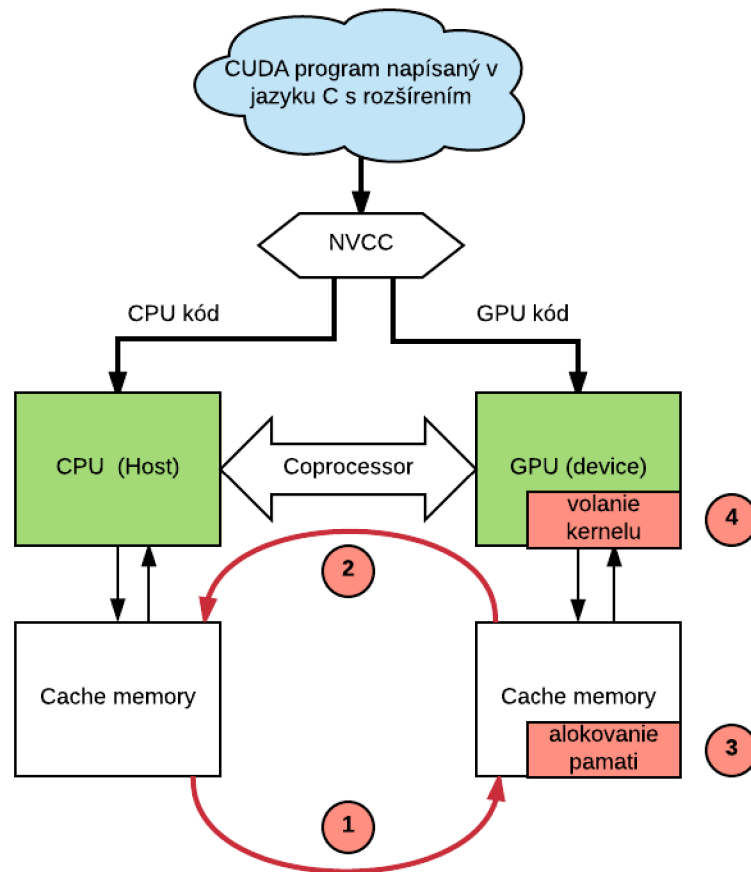 CUDA program napísaný v
jazyku C s rozšírením
NVCC
CPU kód
GPU kód
CPU (Host)
Coprocessor
GPU (device)
volanie
kernelu
4
2
Cache memory
Cache memory
alokovanie
pamati
3
1